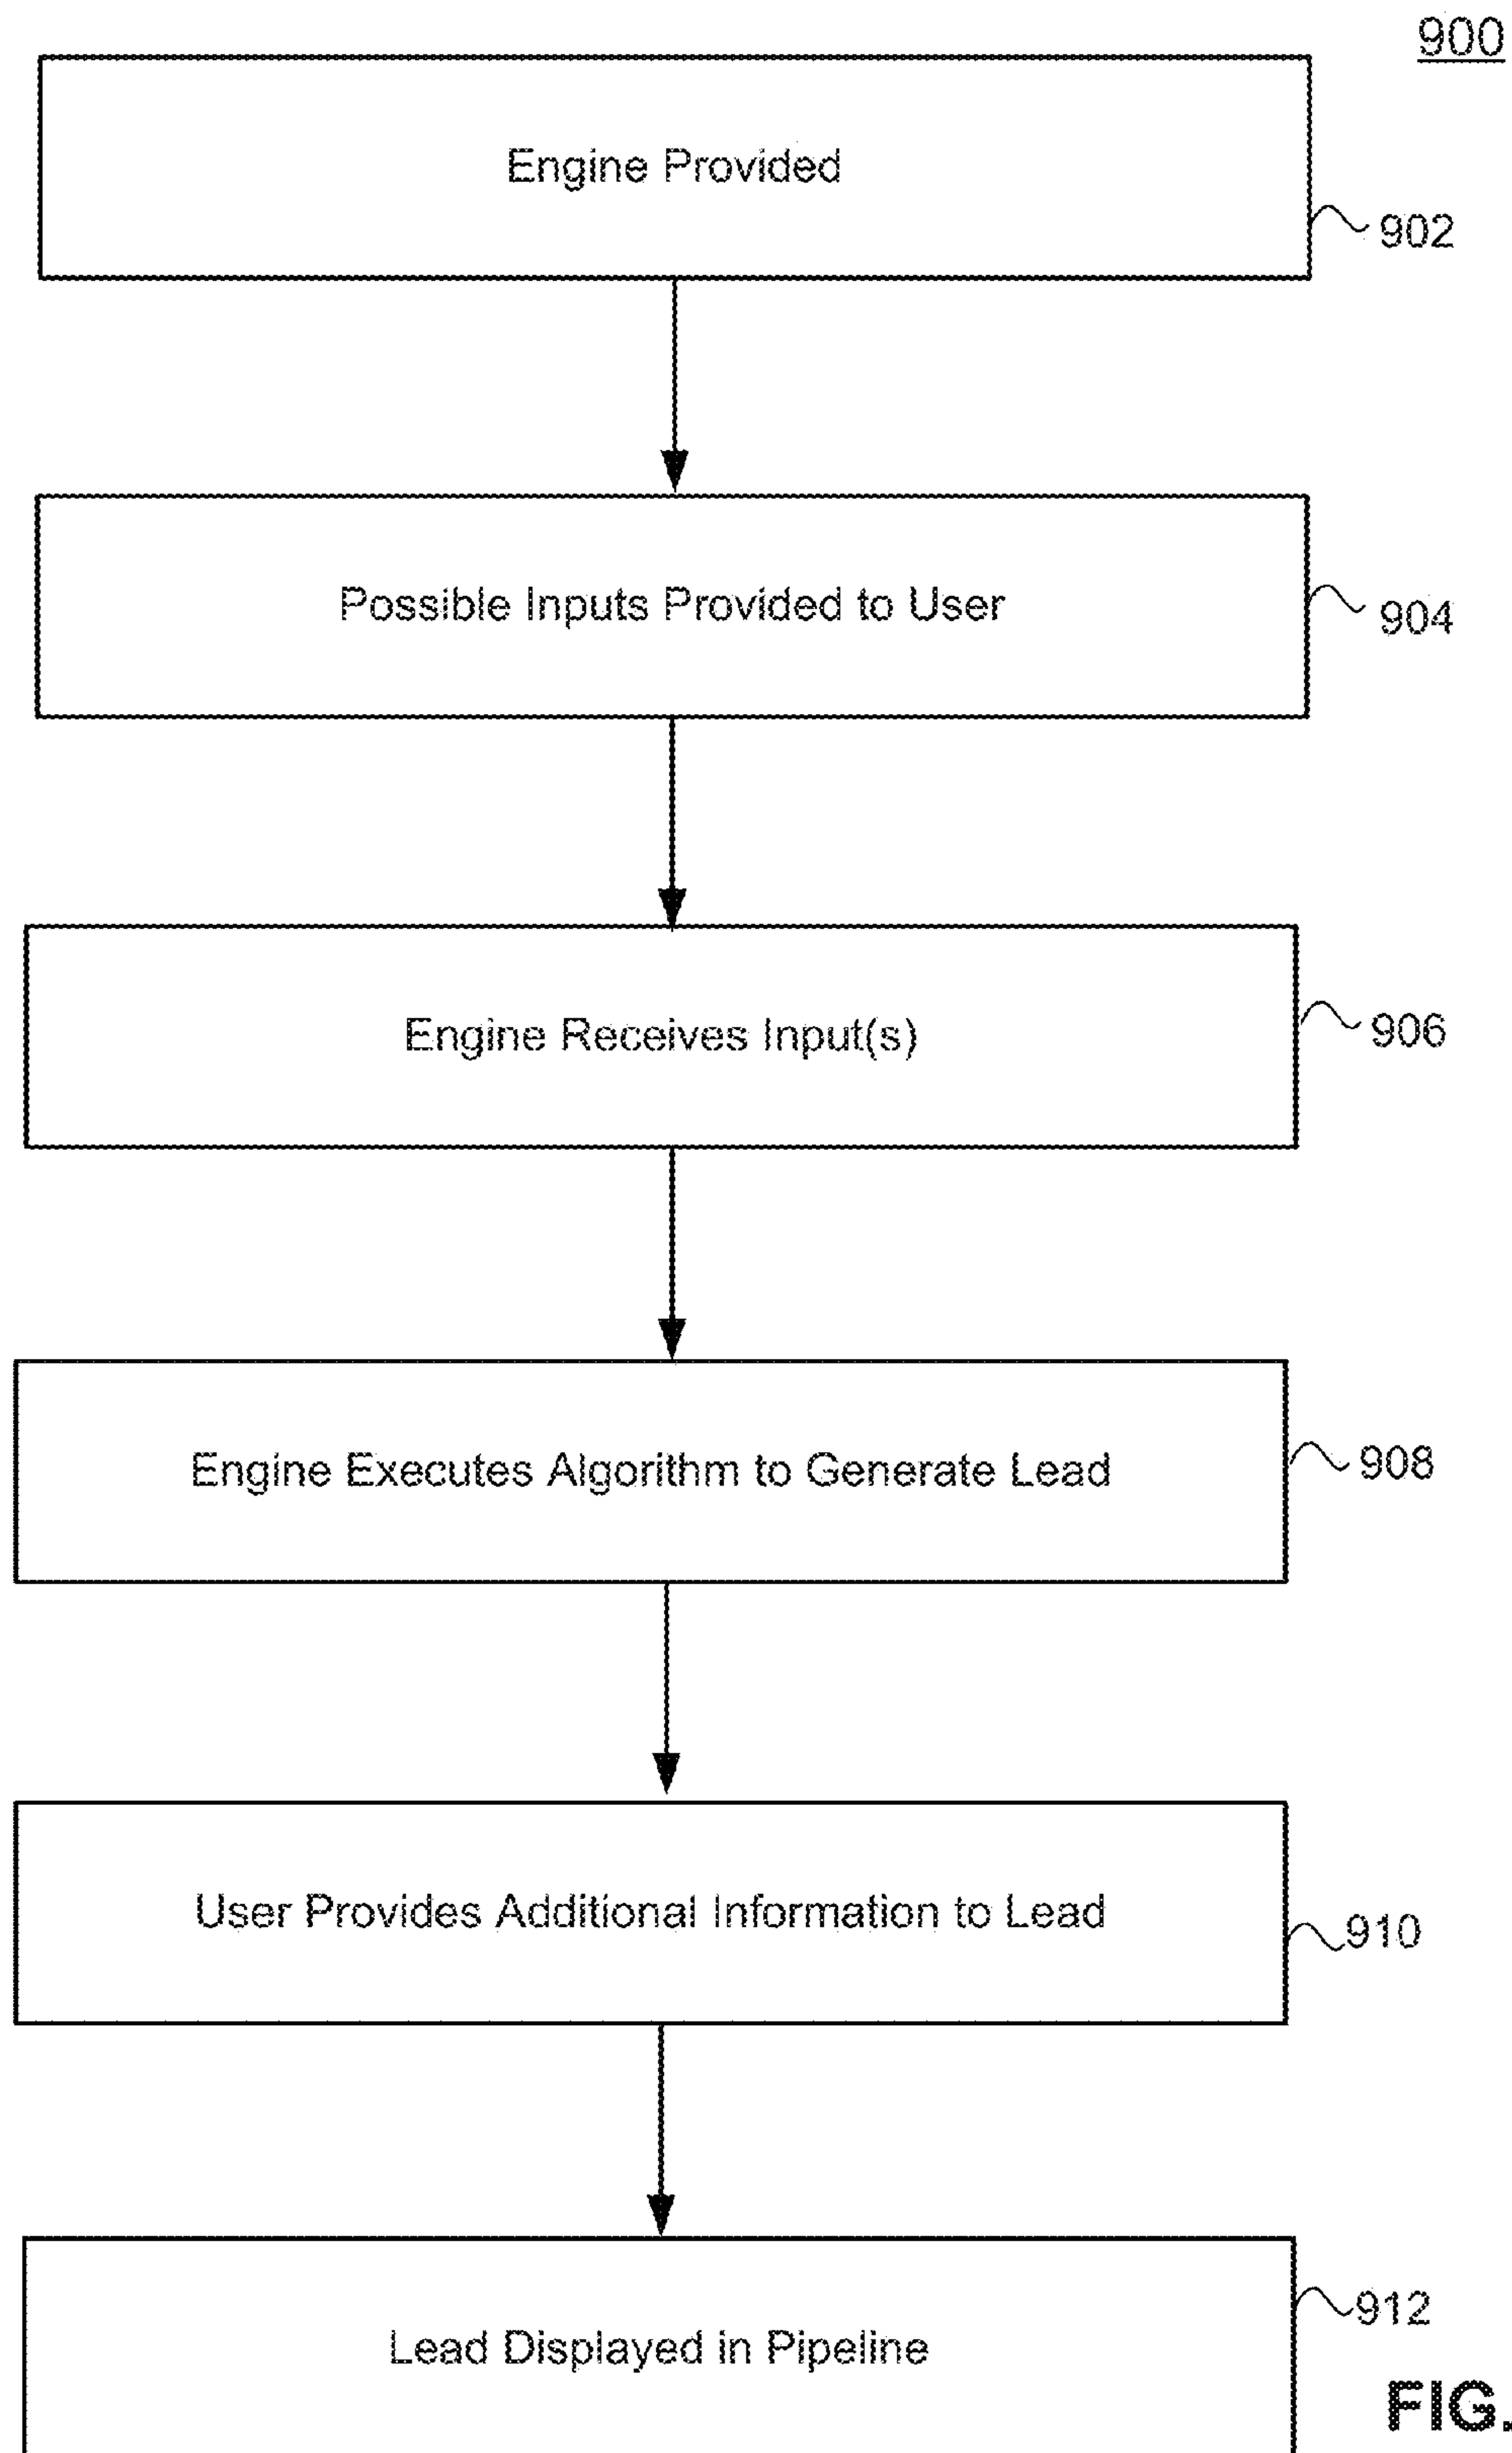 900
Engine Provided
902
Possible Inputs Provided to User
904
Engine Receives Input(s)
906
Engine Executes Algorithm to Generate Lead
908
User Provides Additional Information to Lead
910
Lead Displayed in Pipeline
912
FIG.